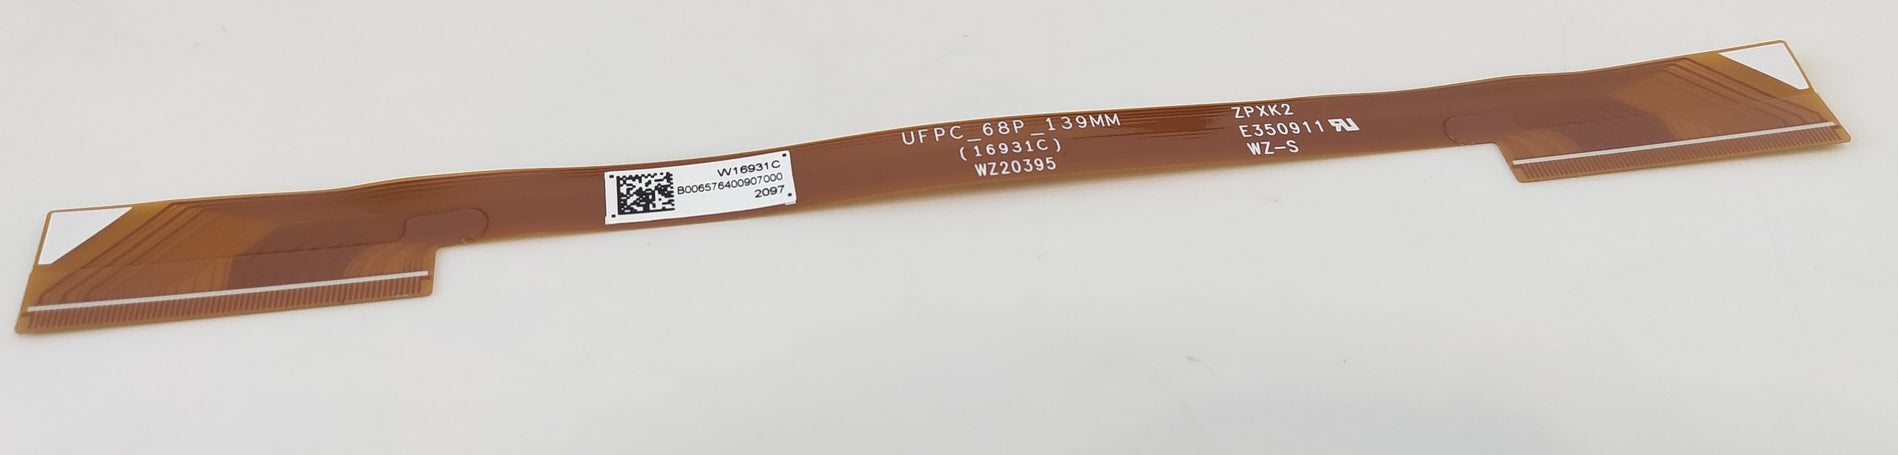 W16931C
B006576400907000
2097
UFPC_68P_139MM
(16931C)
WZ20395
ZPXK2
E350911
WZ-S